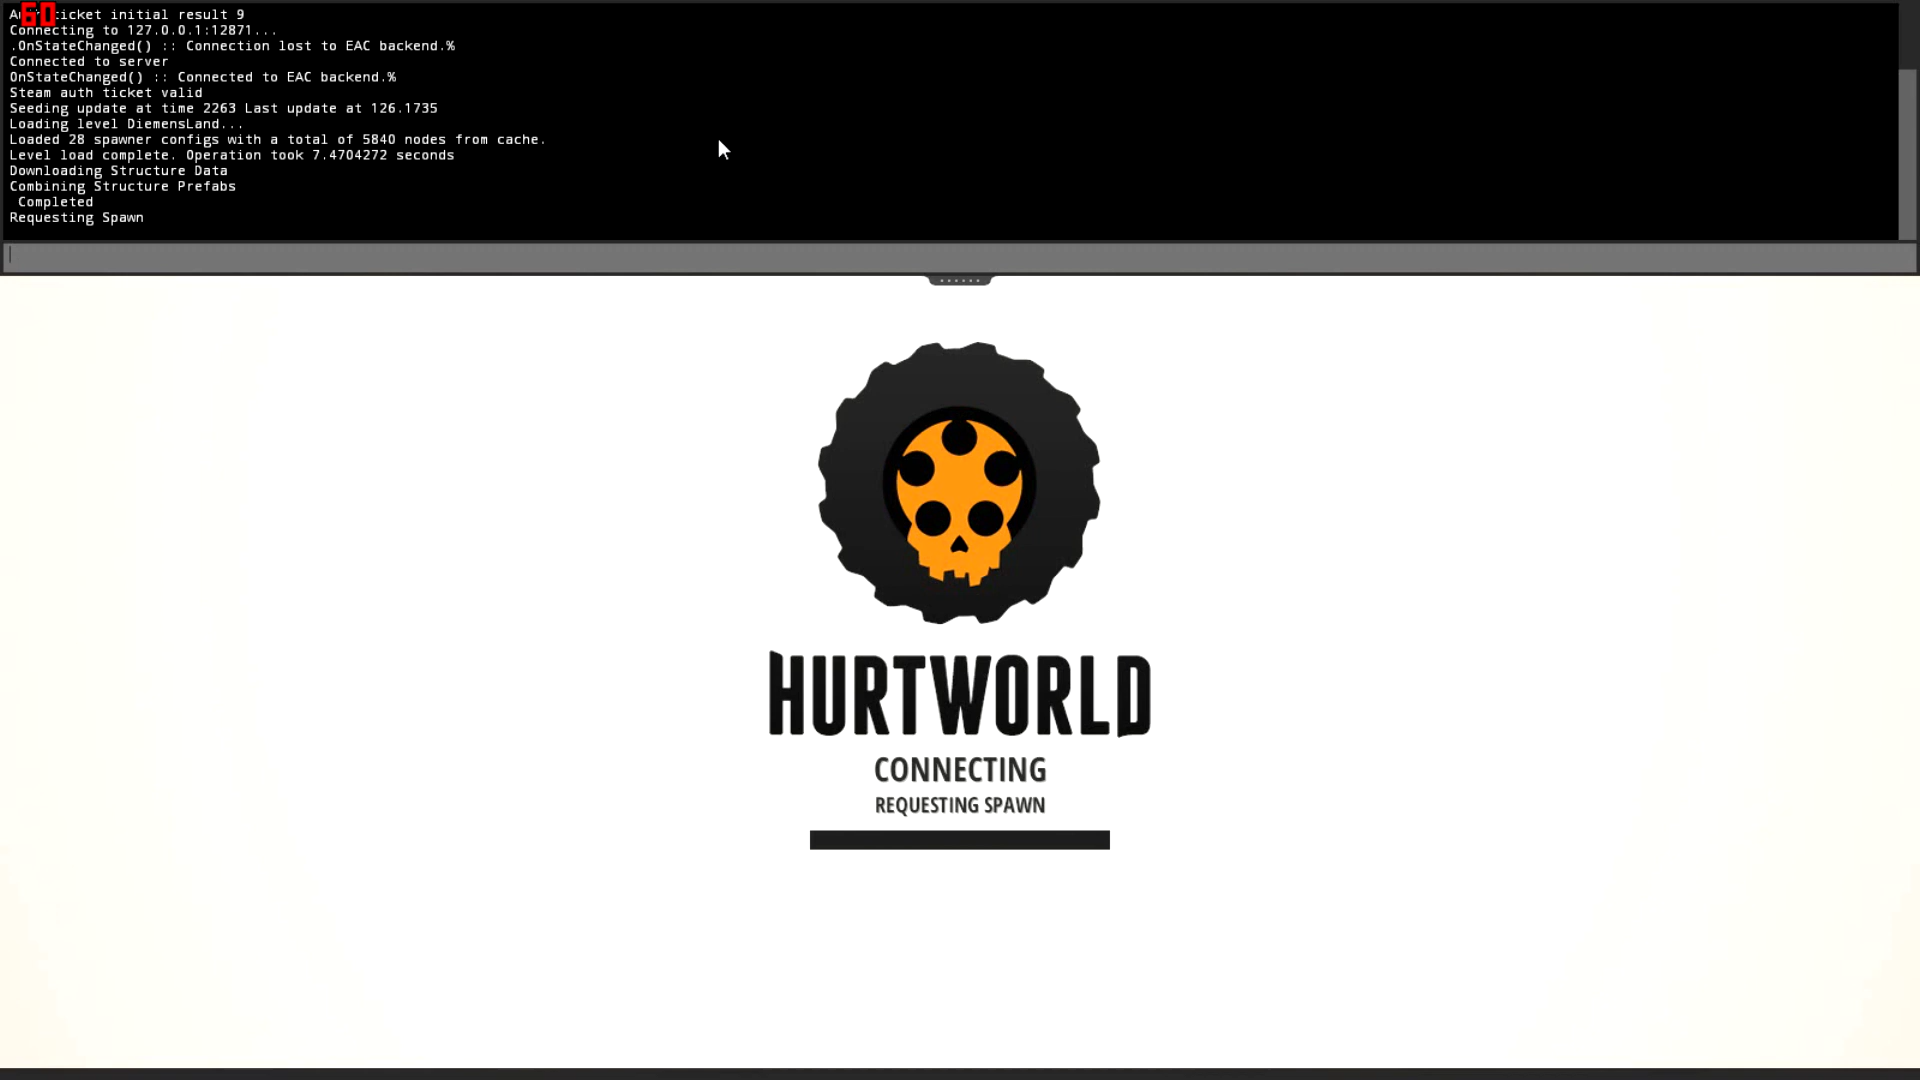 60
ticket initial result 9
Connecting to 127.0.0.1:12871...
.OnStateChanged() :: Connection lost to EAC backend.%
Connected to server
OnStateChanged() :: Connected to EAC backend.%
Steam auth ticket valid
Seeding update at time 2263 Last update at 126.1735
Loading level DiemensLand...
Loaded 28 spawner configs with a total of 5840 nodes from cache.
Level load complete. Operation took 7.4704272 seconds
Downloading Structure Data
Combining Structure Prefabs
Completed
Requesting Spawn
HURTWORLD
CONNECTING
REQUESTING SPAWN